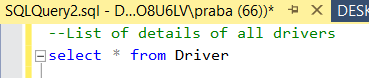 SQLQuery2.sql - D...O8U6LV\praba (66))* DESK
--List of details of all drivers
select * from Driver